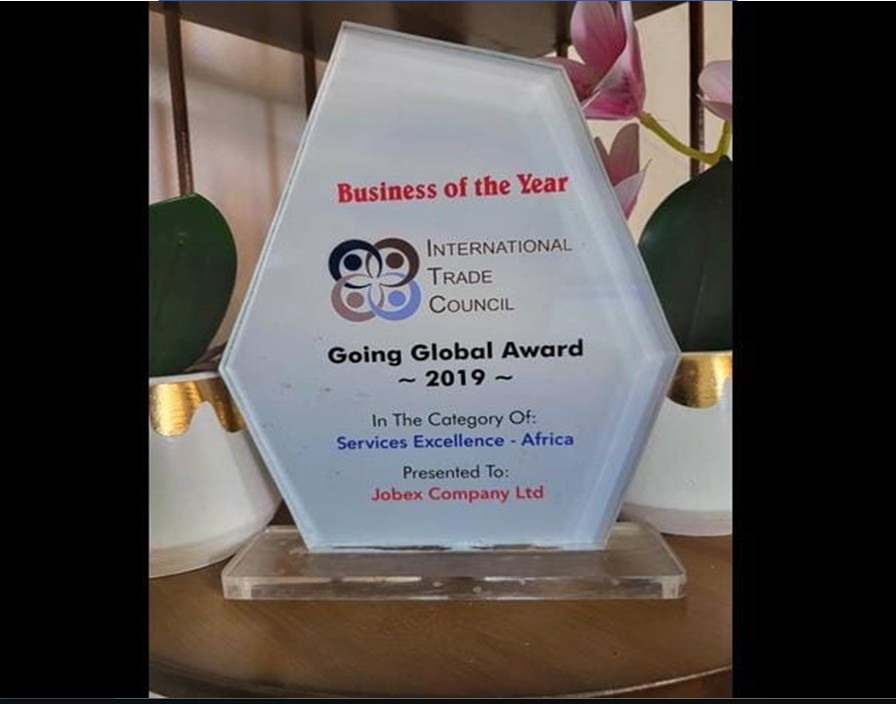 Business of the Year
INTERNATIONAL
TRADE
COUNCIL
Going Global Award
~ 2019 ~
In The Category Of:
Services Excellence - Africa
Presented To:
Jobex Company Ltd